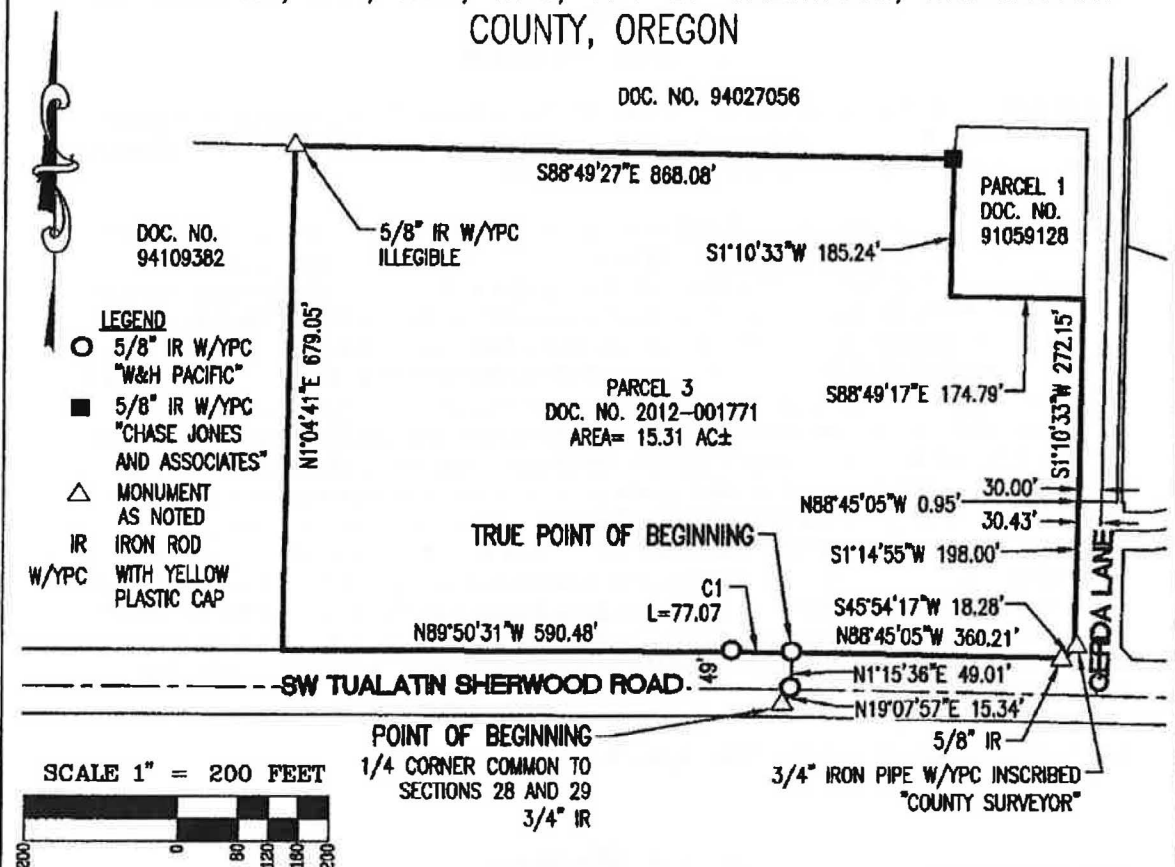 COUNTY, OREGON
DOC. NO. 94027056
S88°49'27"E 868.08'
PARCEL 1
DOC. NO.
91059128
DOC. NO.
94109382
5/8" IR W/YPC
ILLEGIBLE
S1°10'33"W 185.24'
LEGEND
5/8" IR W/YPC
"W&H PACIFIC"
5/8" IR W/YPC
"CHASE JONES
AND ASSOCIATES"
MONUMENT
AS NOTED
IR IRON ROD
W/YPC WITH YELLOW
PLASTIC CAP
N1°04'41"E 679.05'
PARCEL 3
DOC. NO. 2012-001771
AREA= 15.31 AC±
S88°49'17"E 174.79'
S1°10'33"W 272.15'
N88°45'05"W 0.95'
30.00'
30.43'
S1°14'55"W 198.00'
TRUE POINT OF BEGINNING
C1
L=77.07
S45°54'17"W 18.28'
N89°50'31"W 590.48'
N88°45'05"W 360.21'
GERDA LANE
49'
N1°15'36"E 49.01'
SW TUALATIN SHERWOOD ROAD
N19°07'57"E 15.34'
POINT OF BEGINNING
1/4 CORNER COMMON TO
SECTIONS 28 AND 29
3/4" IR
5/8" IR
3/4" IRON PIPE W/YPC INSCRIBED
"COUNTY SURVEYOR"
SCALE 1" = 200 FEET
200 0 80 120 160 200